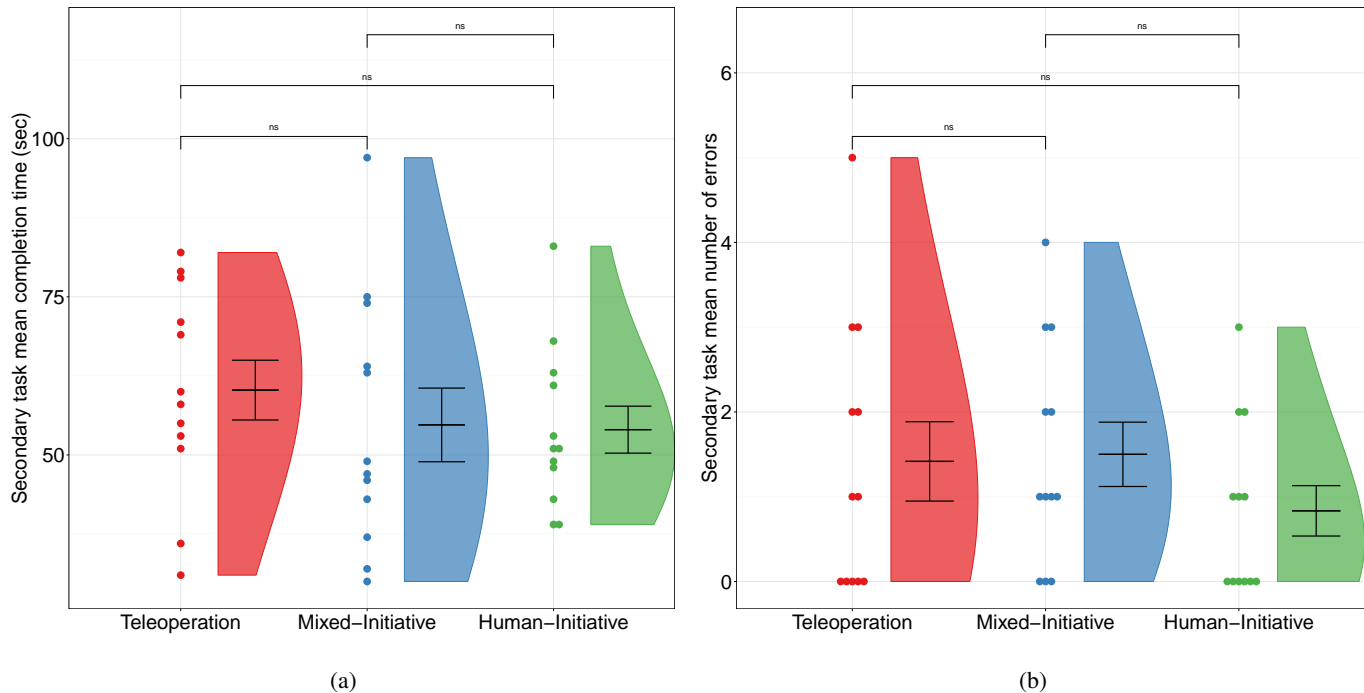 ns
ns
ns
100
75
50
Secondary task mean completion time (sec)
Teleoperation Mixed−Initiative Human−Initiative
(a)
ns
ns
ns
6
4
2
0
Secondary task mean number of errors
Teleoperation Mixed−Initiative Human−Initiative
(b)